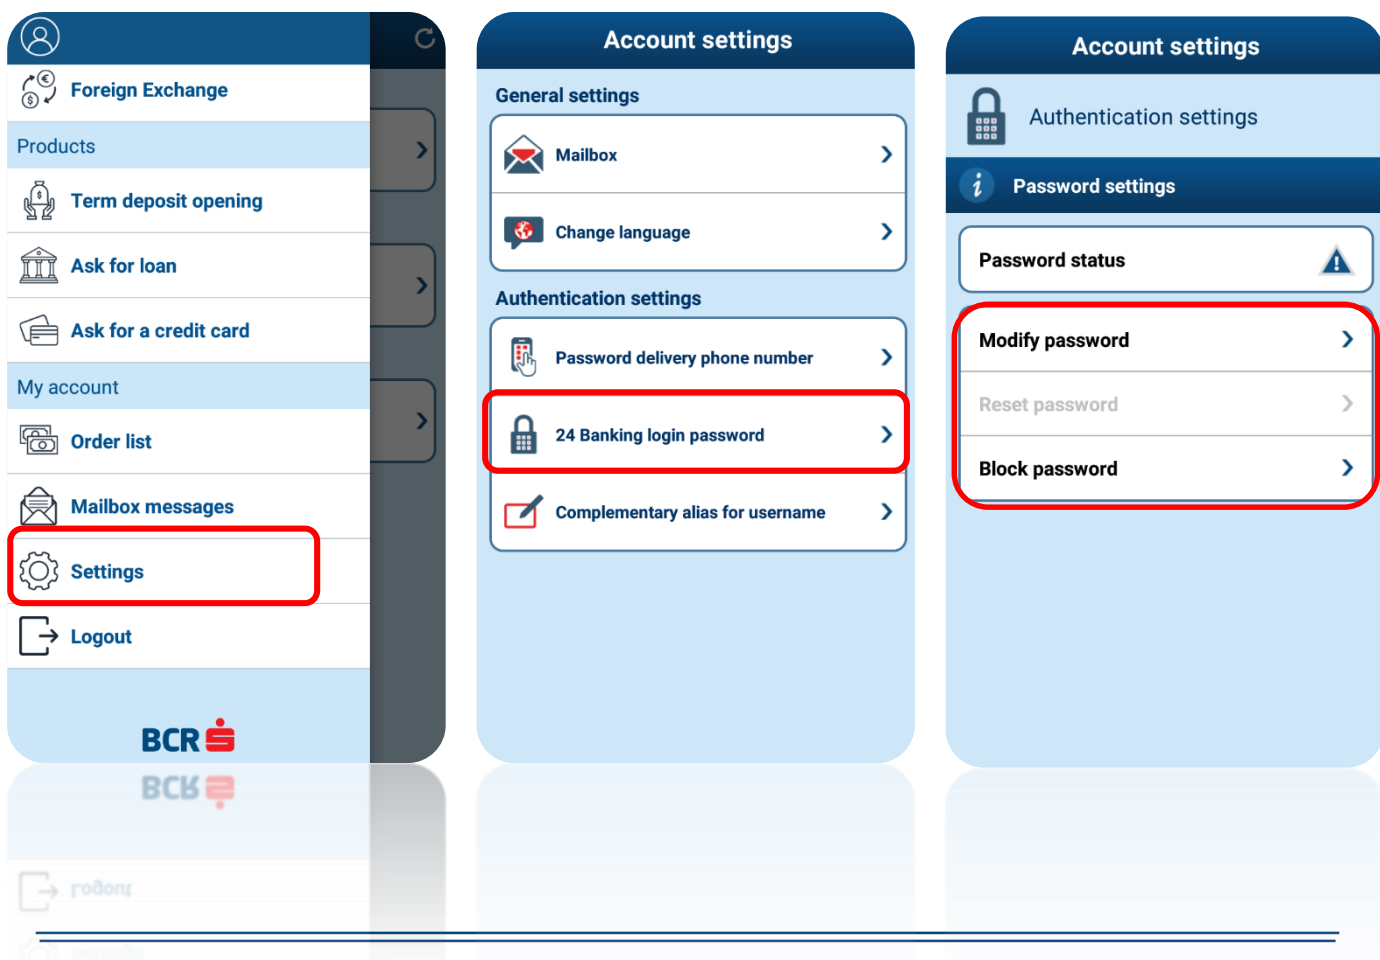 Foreign Exchange
Products
Term deposit opening
Ask for loan
Ask for a credit card
My account
Order list
Mailbox messages
Settings
Logout
BCR
Account settings
General settings
Mailbox
Change language
Authentication settings
Password delivery phone number
24 Banking login password
Complementary alias for username
Account settings
Authentication settings
Password settings
Password status
Modify password
Reset password
Block password